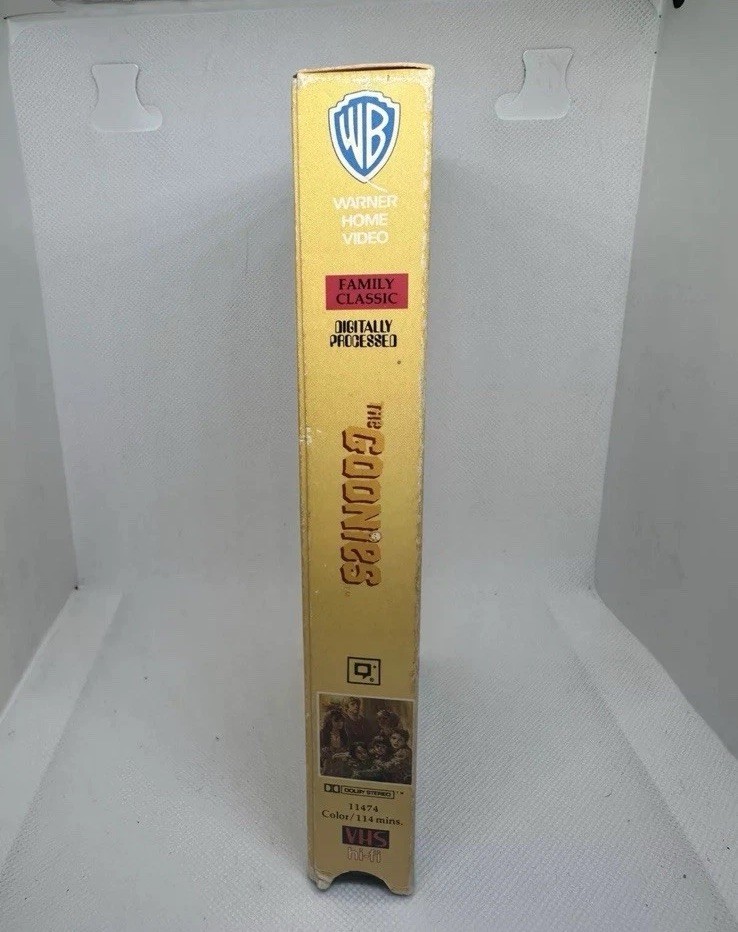 WB
WARNER
HOME
VIDEO
FAMILY
CLASSIC
DIGITALLY
PROCESSED
THE
GOONIES
DOLBY STEREO
11474
Color/114 mins.
VHS
hi-fi